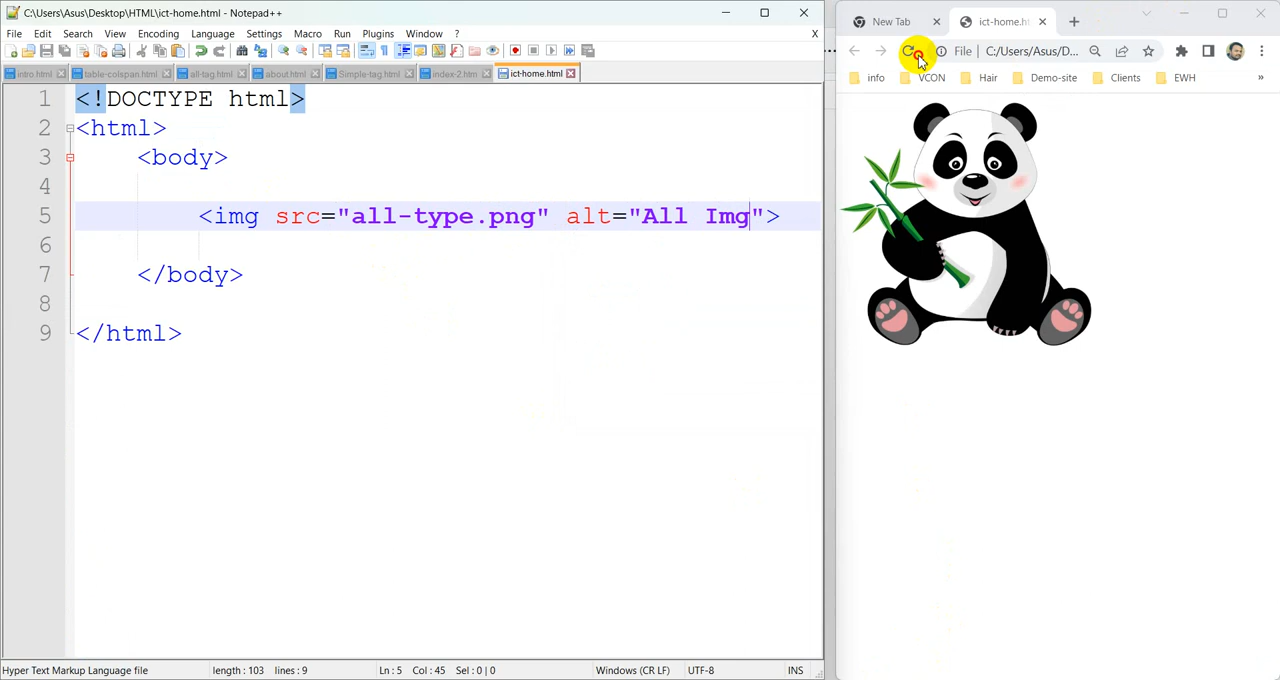 C:\Users\Asus\Desktop\HTML\ict-home.html - Notepad++
File Edit Search View Encoding Language Settings Macro Run Plugins Window ? X
intro.html table-colspan.html all-tag.html about.html Simple-tag.html index-2.htm ict-home.html
1 <!DOCTYPE html>
2 <html>
3 <body>
4
5 <img src="all-type.png" alt="All Img">
6
7 </body>
8
9 </html>
Hyper Text Markup Language file length : 103 lines : 9 Ln : 5 Col : 45 Sel : 0 | 0 Windows (CR LF) UTF-8 INS
New Tab ict-home.h
File C:/Users/Asus/D...
info VCON Hair Demo-site Clients EWH »